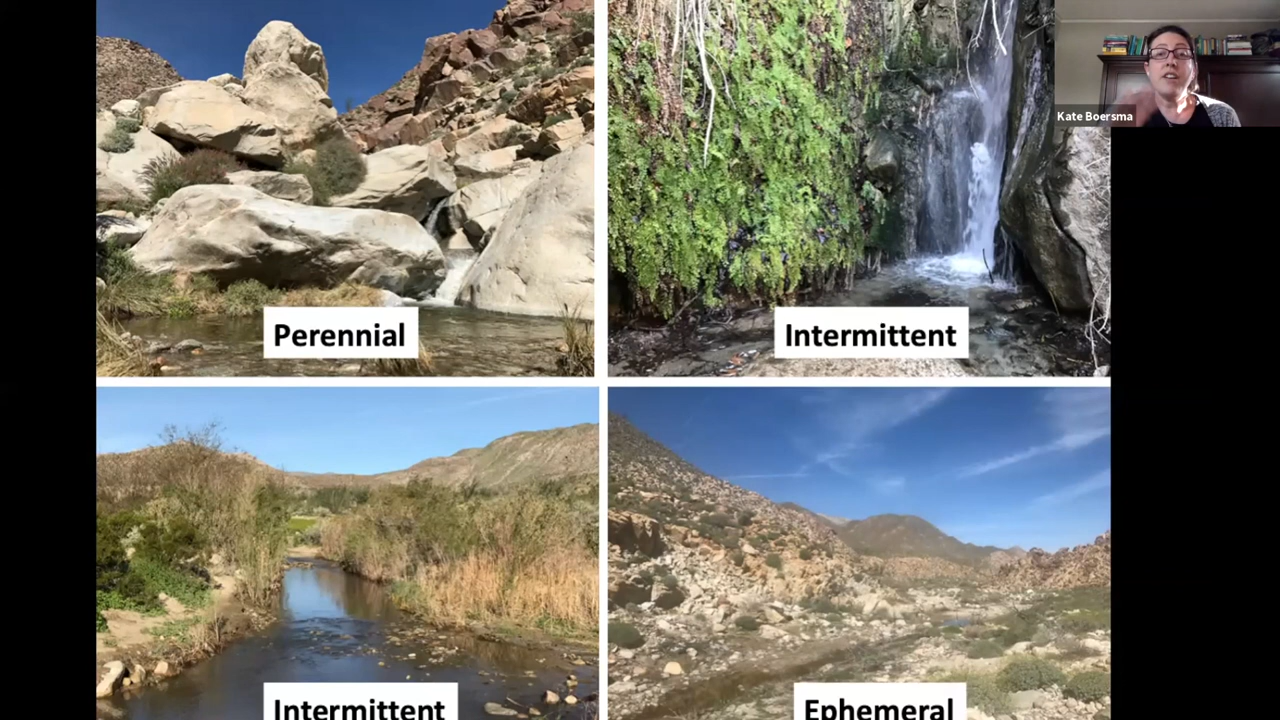 Kate Boersma
Perennial
Intermittent
Intermittent
Ephemeral